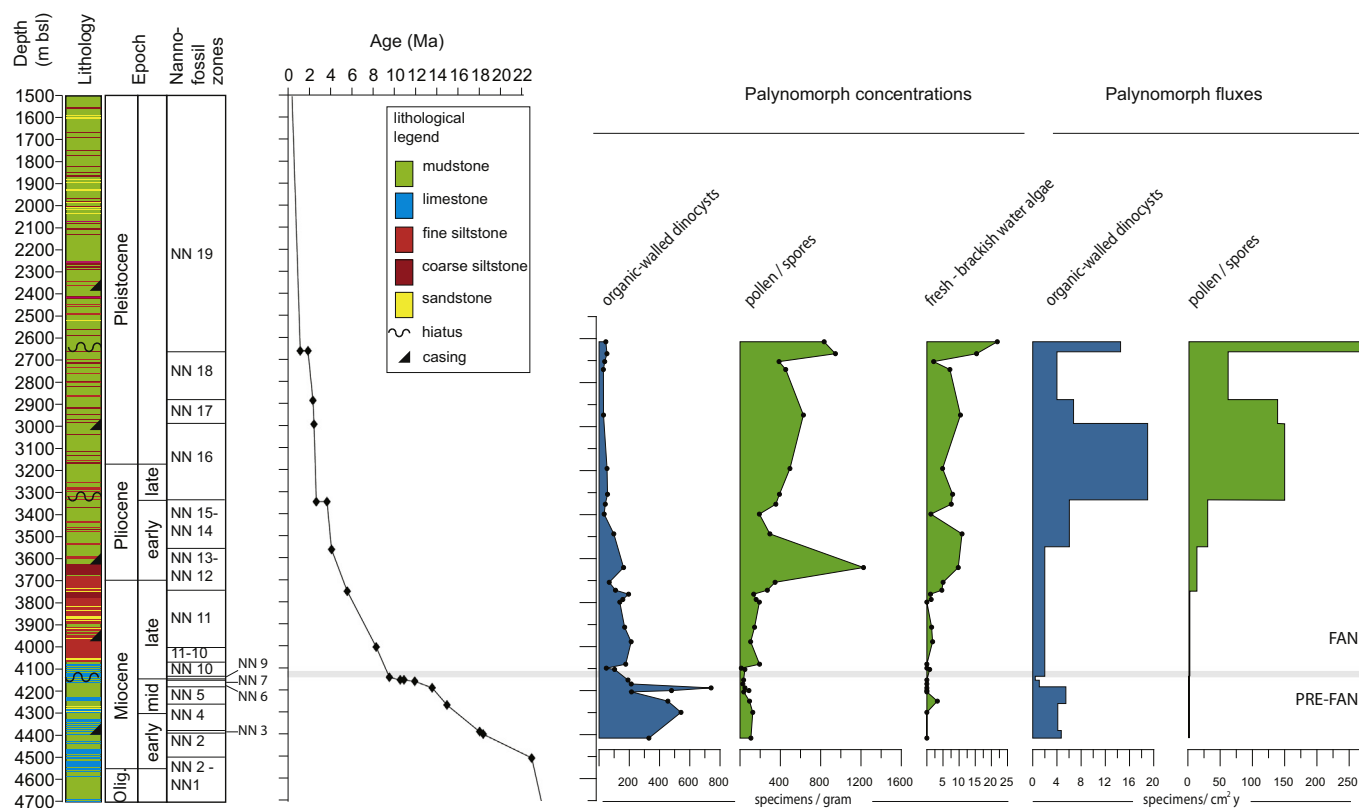 Depth
(m bsl)
Lithology
Epoch
Nanno-
fossil
zones
Age (Ma)
0 2 4 6 8 10 12 14 16 18 20 22
Palynomorph concentrations
Palynomorph fluxes
1500
1600
1700
1800
1900
2000
2100
2200
2300
2400
2500
2600
2700
2800
2900
3000
3100
3200
3300
3400
3500
3600
3700
3800
3900
4000
4100
4200
4300
4400
4500
4600
4700
Pleistocene
Pliocene
late
early
Miocene
late
mid
early
Olig-
NN 19
NN 18
NN 17
NN 16
NN 15-
NN 14
NN 13-
NN 12
NN 11
11-10
NN 10
NN 9
NN 7
NN 6
NN 5
NN 4
NN 3
NN 2
NN 2 -
NN1
lithological
legend
mudstone
limestone
fine siltstone
coarse siltstone
sandstone
hiatus
casing
organic-walled dinocysts
pollen / spores
fresh - brackish water algae
organic-walled dinocysts
pollen / spores
FAN
PRE-FAN
200 400 600 800
0 400 800 1200 1600
0 5 10 15 20 25
0 4 8 12 16 20
0 50 100 150 200 250
specimens / gram
specimens/ cm² y